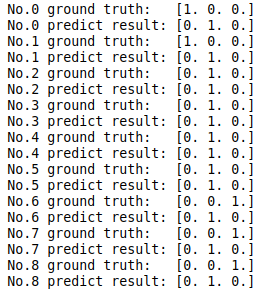 No.0 ground truth:   [1. 0. 0.]
No.0 predict result: [0. 1. 0.]
No.1 ground truth:   [1. 0. 0.]
No.1 predict result: [0. 1. 0.]
No.2 ground truth:   [0. 1. 0.]
No.2 predict result: [0. 1. 0.]
No.3 ground truth:   [0. 1. 0.]
No.3 predict result: [0. 1. 0.]
No.4 ground truth:   [0. 1. 0.]
No.4 predict result: [0. 1. 0.]
No.5 ground truth:   [0. 1. 0.]
No.5 predict result: [0. 1. 0.]
No.6 ground truth:   [0. 0. 1.]
No.6 predict result: [0. 1. 0.]
No.7 ground truth:   [0. 0. 1.]
No.7 predict result: [0. 1. 0.]
No.8 ground truth:   [0. 0. 1.]
No.8 predict result: [0. 1. 0.]